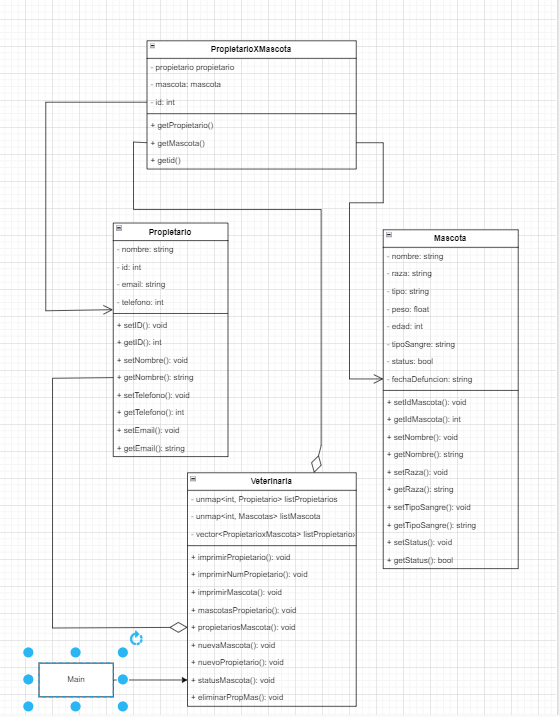 PropietarioXMascota
- propietario propietario
- mascota: mascota
- id: int
+ getPropietario()
+ getMascota()
+ getid()
Propietario
- nombre: string
- id: int
- email: string
- telefono: int
+ setID(): void
+ getID(): int
+ setNombre(): void
+ getNombre(): string
+ setTelefono(): void
+ getTelefono(): int
+ setEmail(): void
+ getEmail(): string
Mascota
- nombre: string
- raza: string
- tipo: string
- peso: float
- edad: int
- tipoSangre: string
- status: bool
- fechaDefuncion: string
+ setIdMascota(): void
+ getIdMascota(): int
+ setNombre(): void
+ getNombre(): string
+ setRaza(): void
+ getRaza(): string
+ setTipoSangre(): void
+ getTipoSangre(): string
+ setStatus(): void
+ getStatus(): bool
Veterinaria
- unmap<int, Propietario> listPropietarios
- unmap<int, Mascotas> listMascota
- vector<PropietarioxMascota> listPropietario
+ imprimirPropietario(): void
+ imprimirNumPropietario(): void
+ imprimirMascota(): void
+ mascotasPropietario(): void
+ propietariosMascota(): void
+ nuevaMascota(): void
+ nuevoPropietario(): void
+ statusMascota(): void
+ eliminarPropMas(): void
Main